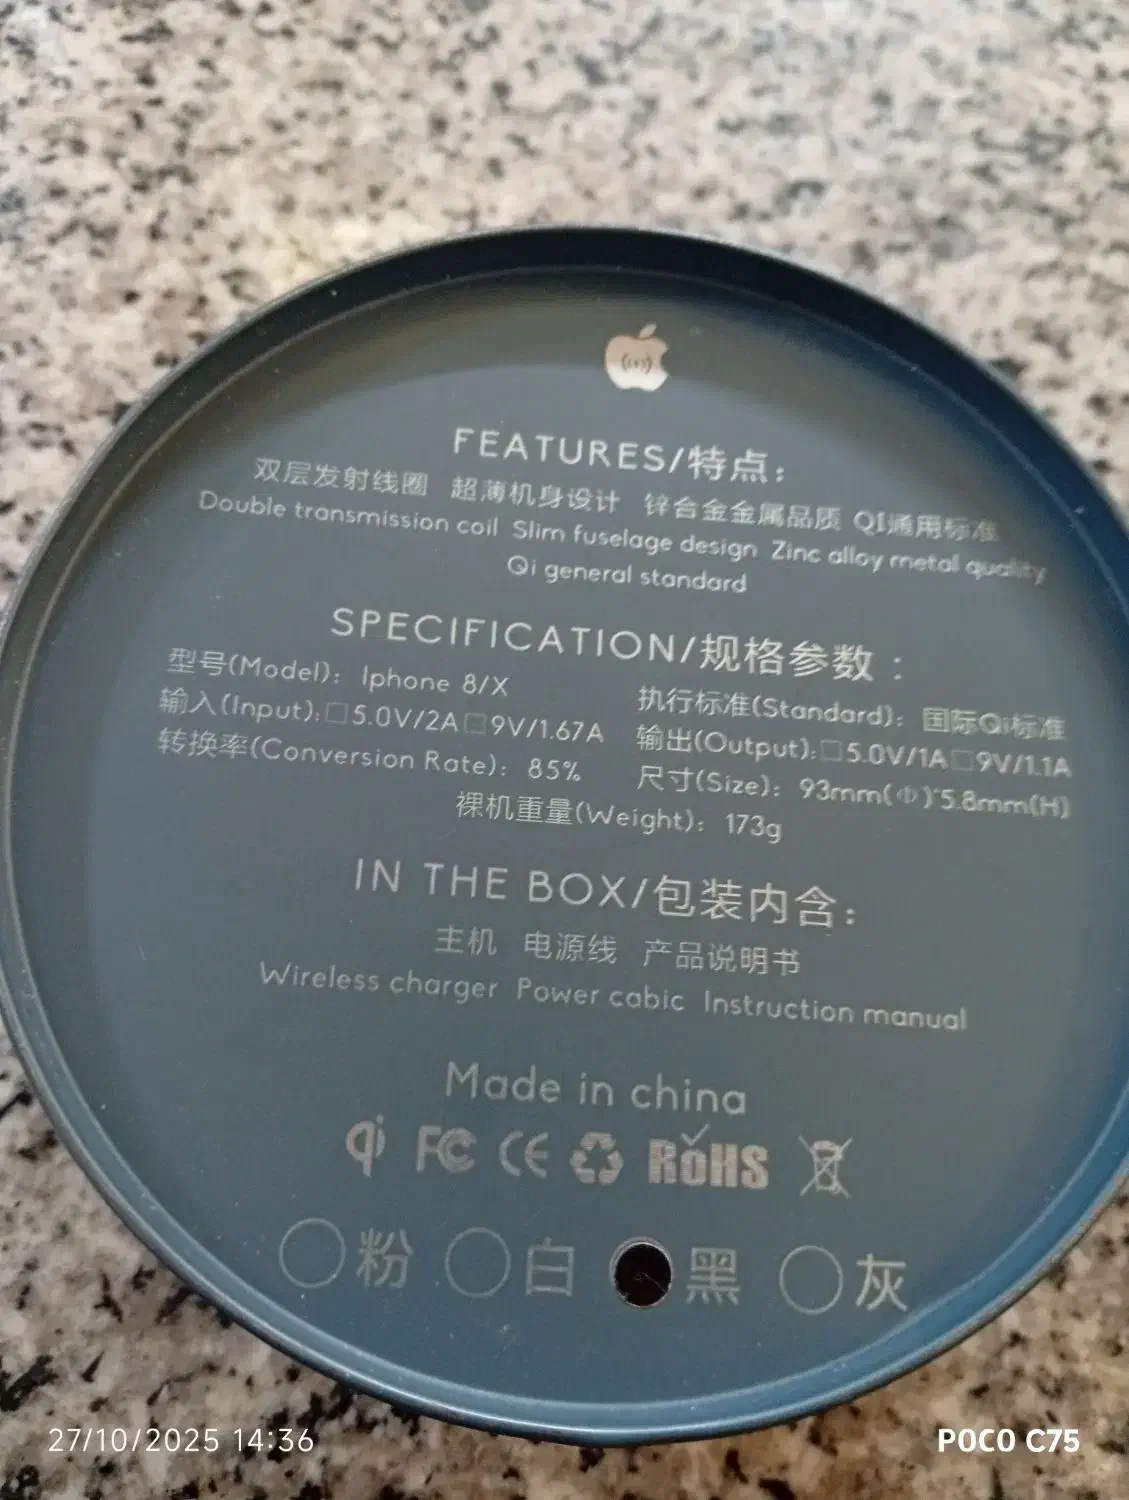 FEATURES/特点：
双层发射线圈 超薄机身设计 锌合金金属品质 QI通用标准
Double transmission coil Slim fuselage design Zinc alloy metal quality
Qi general standard
SPECIFICATION/规格参数：
型号(Model)：Iphone 8/X
执行标准(Standard)：国际Qi标准
输入(Input):□5.0V/2A□9V/1.67A
输出(Output):□5.0V/1A□9V/1.1A
转换率(Conversion Rate)：85%
尺寸(Size)：93mm(Φ)*5.8mm(H)
裸机重量(Weight)：173g
IN THE BOX/包装内含：
主机 电源线 产品说明书
Wireless charger Power cabic Instruction manual
Made in china
qi FC CE RoHS
粉 白 黑 灰
27/10/2025 14:36
POCO C75